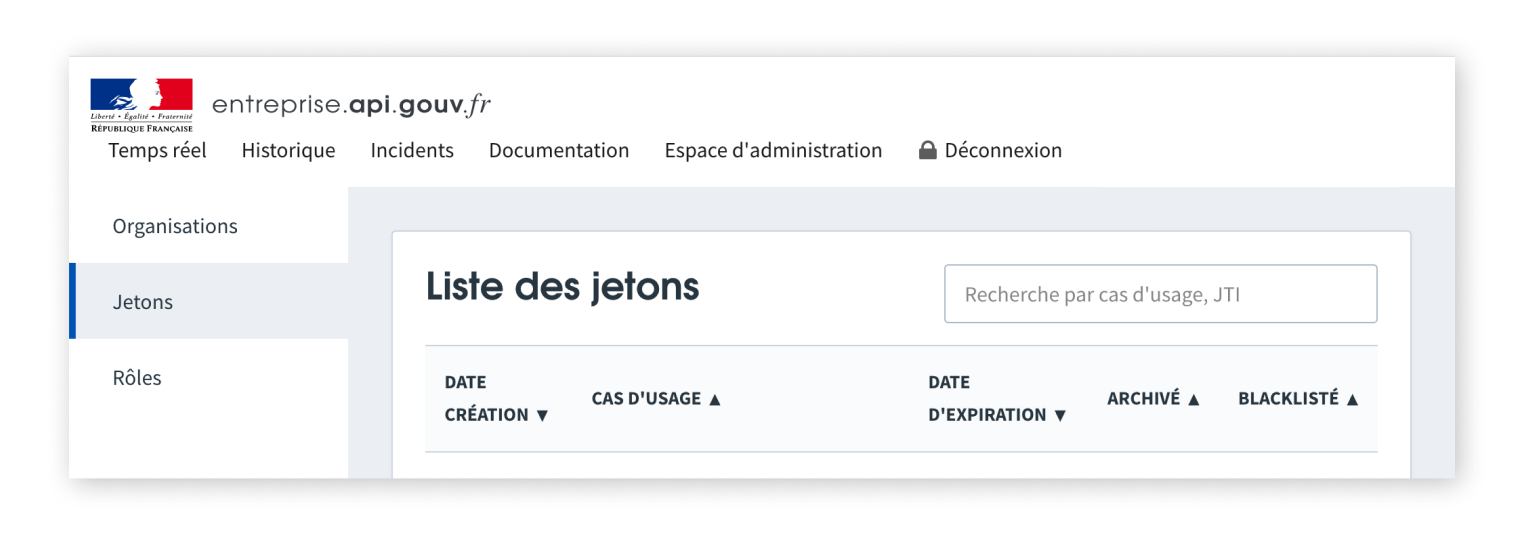 Liberté • Égalité • Fraternité
RÉPUBLIQUE FRANÇAISE
entreprise.api.gouv.fr
Temps réel Historique Incidents Documentation Espace d'administration Déconnexion
Organisations
Jetons
Rôles
Liste des jetons
Recherche par cas d'usage, JTI
DATE
CRÉATION ▼
CAS D'USAGE ▲
DATE
D'EXPIRATION ▼
ARCHIVÉ ▲
BLACKLISTÉ ▲